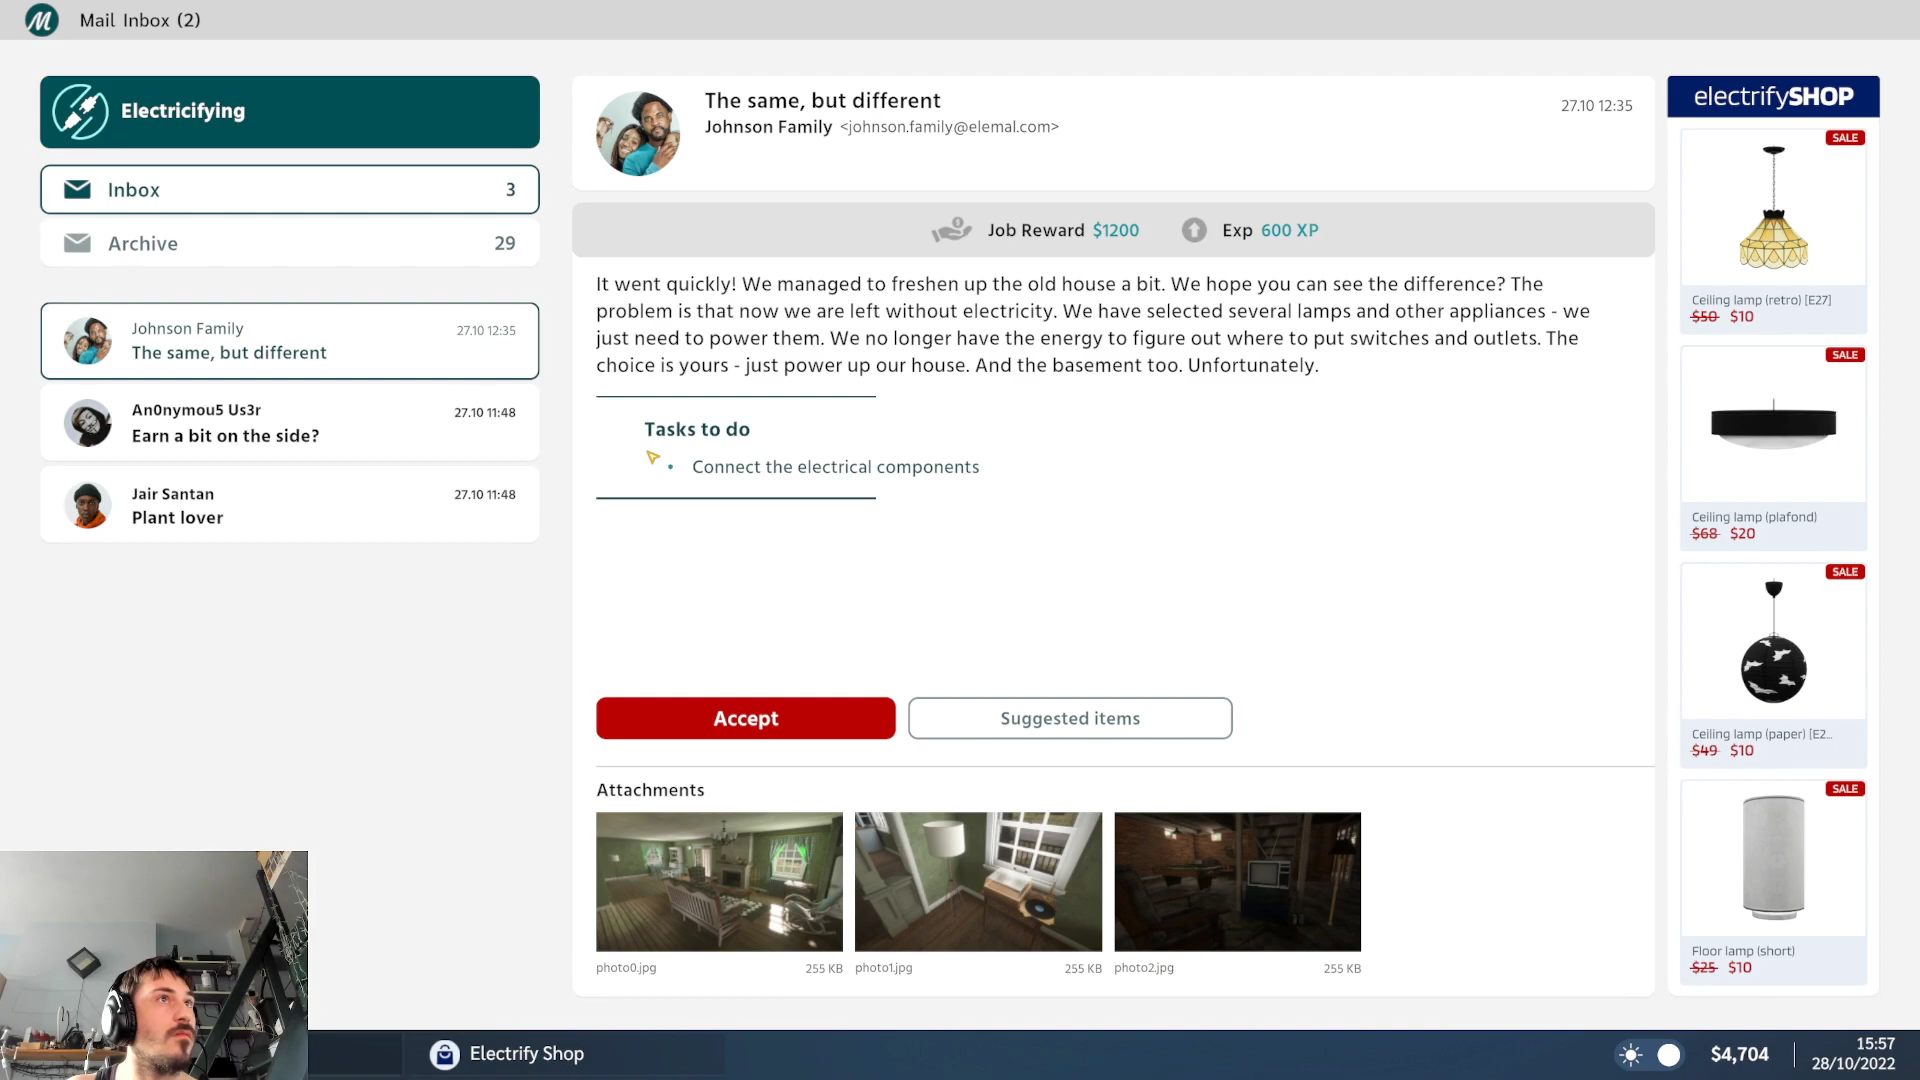 Mail Inbox (2)
Electricifying
Inbox 3
Archive 29
Johnson Family 27.10 12:35
The same, but different
An0nymou5 Us3r 27.10 11:48
Earn a bit on the side?
Jair Santan 27.10 11:48
Plant lover
The same, but different 27.10 12:35
Johnson Family <johnson.family@elemal.com>
Job Reward $1200 Exp 600 XP
It went quickly! We managed to freshen up the old house a bit. We hope you can see the difference? The
problem is that now we are left without electricity. We have selected several lamps and other appliances - we
just need to power them. We no longer have the energy to figure out where to put switches and outlets. The
choice is yours - just power up our house. And the basement too. Unfortunately.
Tasks to do
• Connect the electrical components
Accept
Suggested items
Attachments
photo0.jpg 255 KB
photo1.jpg 255 KB
photo2.jpg 255 KB
electrifySHOP
SALE
Ceiling lamp (retro) [E27]
$50 $10
SALE
Ceiling lamp (plafond)
$68 $20
SALE
Ceiling lamp (paper) [E2...
$49 $10
SALE
Floor lamp (short)
$25 $10
Electrify Shop
$4,704
15:57
28/10/2022